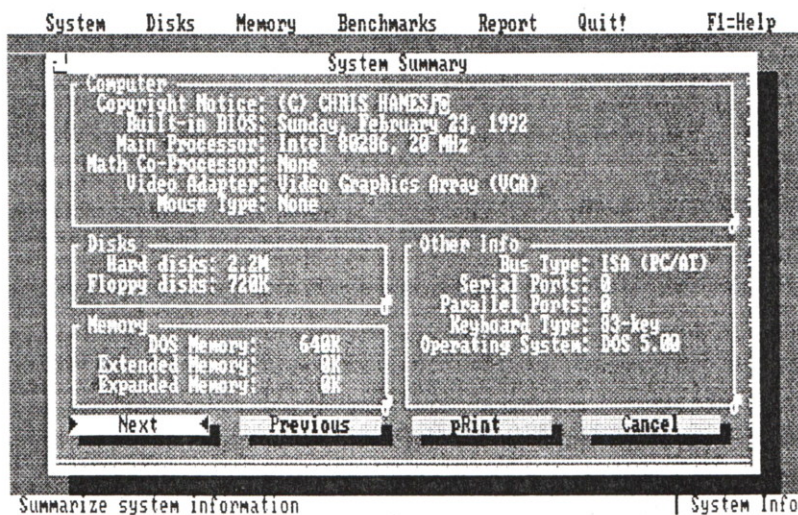 System Disks Memory Benchmarks Report Quit! F1=Help
System Summary
Computer
Copyright Notice: (C) CHRIS HAMES
Built-in BIOS: Sunday, February 23, 1992
Main Processor: Intel 80286, 20 MHz
Math Co-Processor: None
Video Adapter: Video Graphics Array (VGA)
Mouse Type: None
Disks
Hard disks: 2.2M
Floppy disks: 720K
Memory
DOS Memory: 640K
Extended Memory: 0K
Expanded Memory: 0K
Other Info
Bus Type: ISA (PC/AT)
Serial Ports: 0
Parallel Ports: 0
Keyboard Type: 83-key
Operating System: DOS 5.00
Next Previous pRint Cancel
Summarize system information System Info